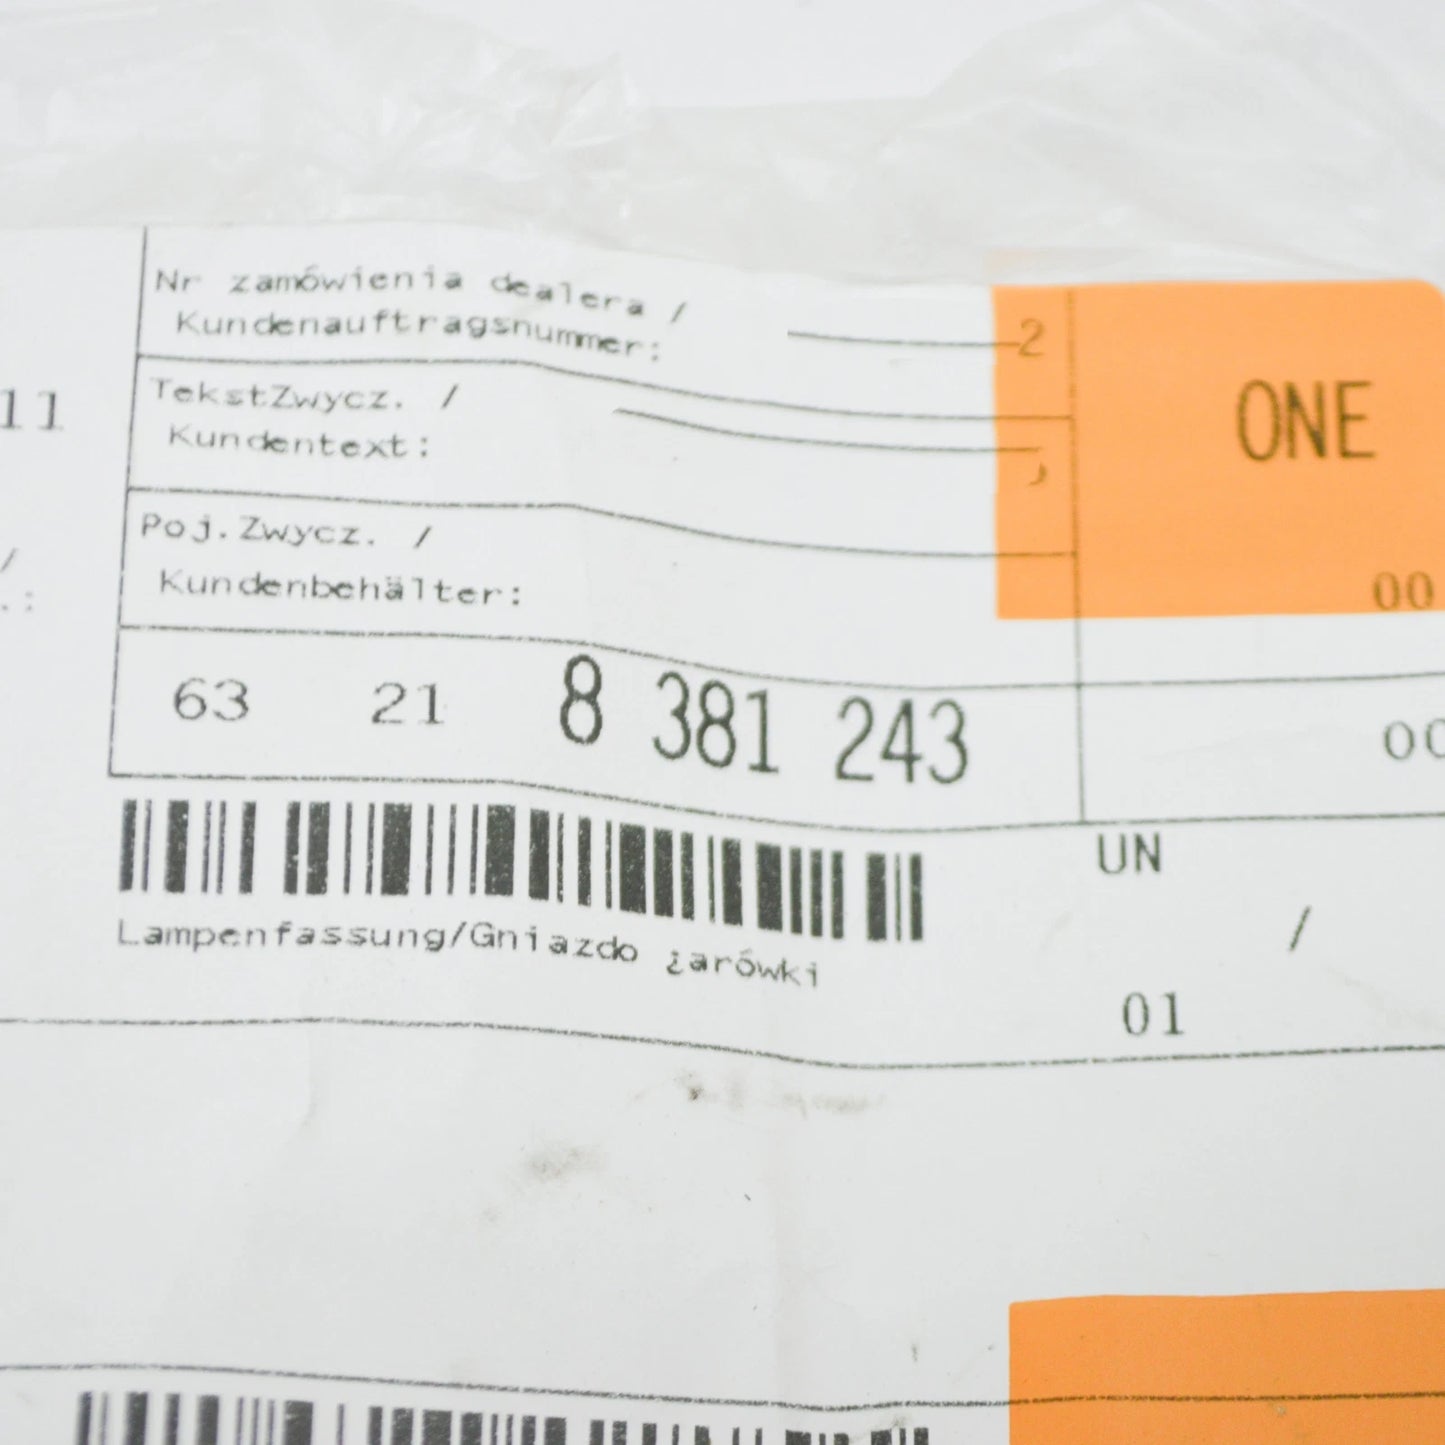 Nr zamówienia dealera /
Kundenauftragsnummer:
2
ONE
11
TekstZwycz. /
Kundentext:
Poj.Zwycz. /
Kundenbehälter:
/
.:
00
63 21 8 381 243
00
UN
Lampenfassung/Gniazdo żarówki
/
01